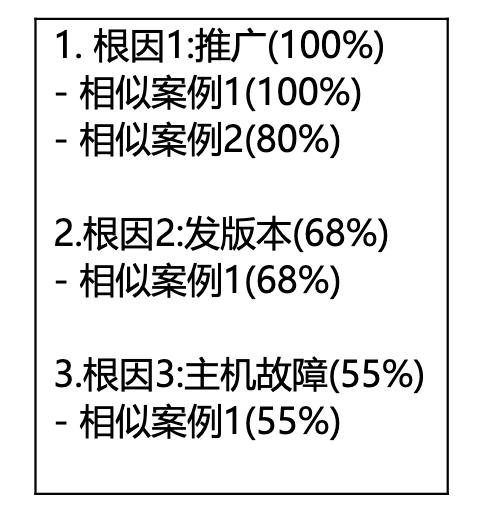 1. 根因1:推广(100%)
- 相似案例1(100%)
- 相似案例2(80%)
2.根因2:发版本(68%)
- 相似案例1(68%)
3.根因3:主机故障(55%)
- 相似案例1(55%)